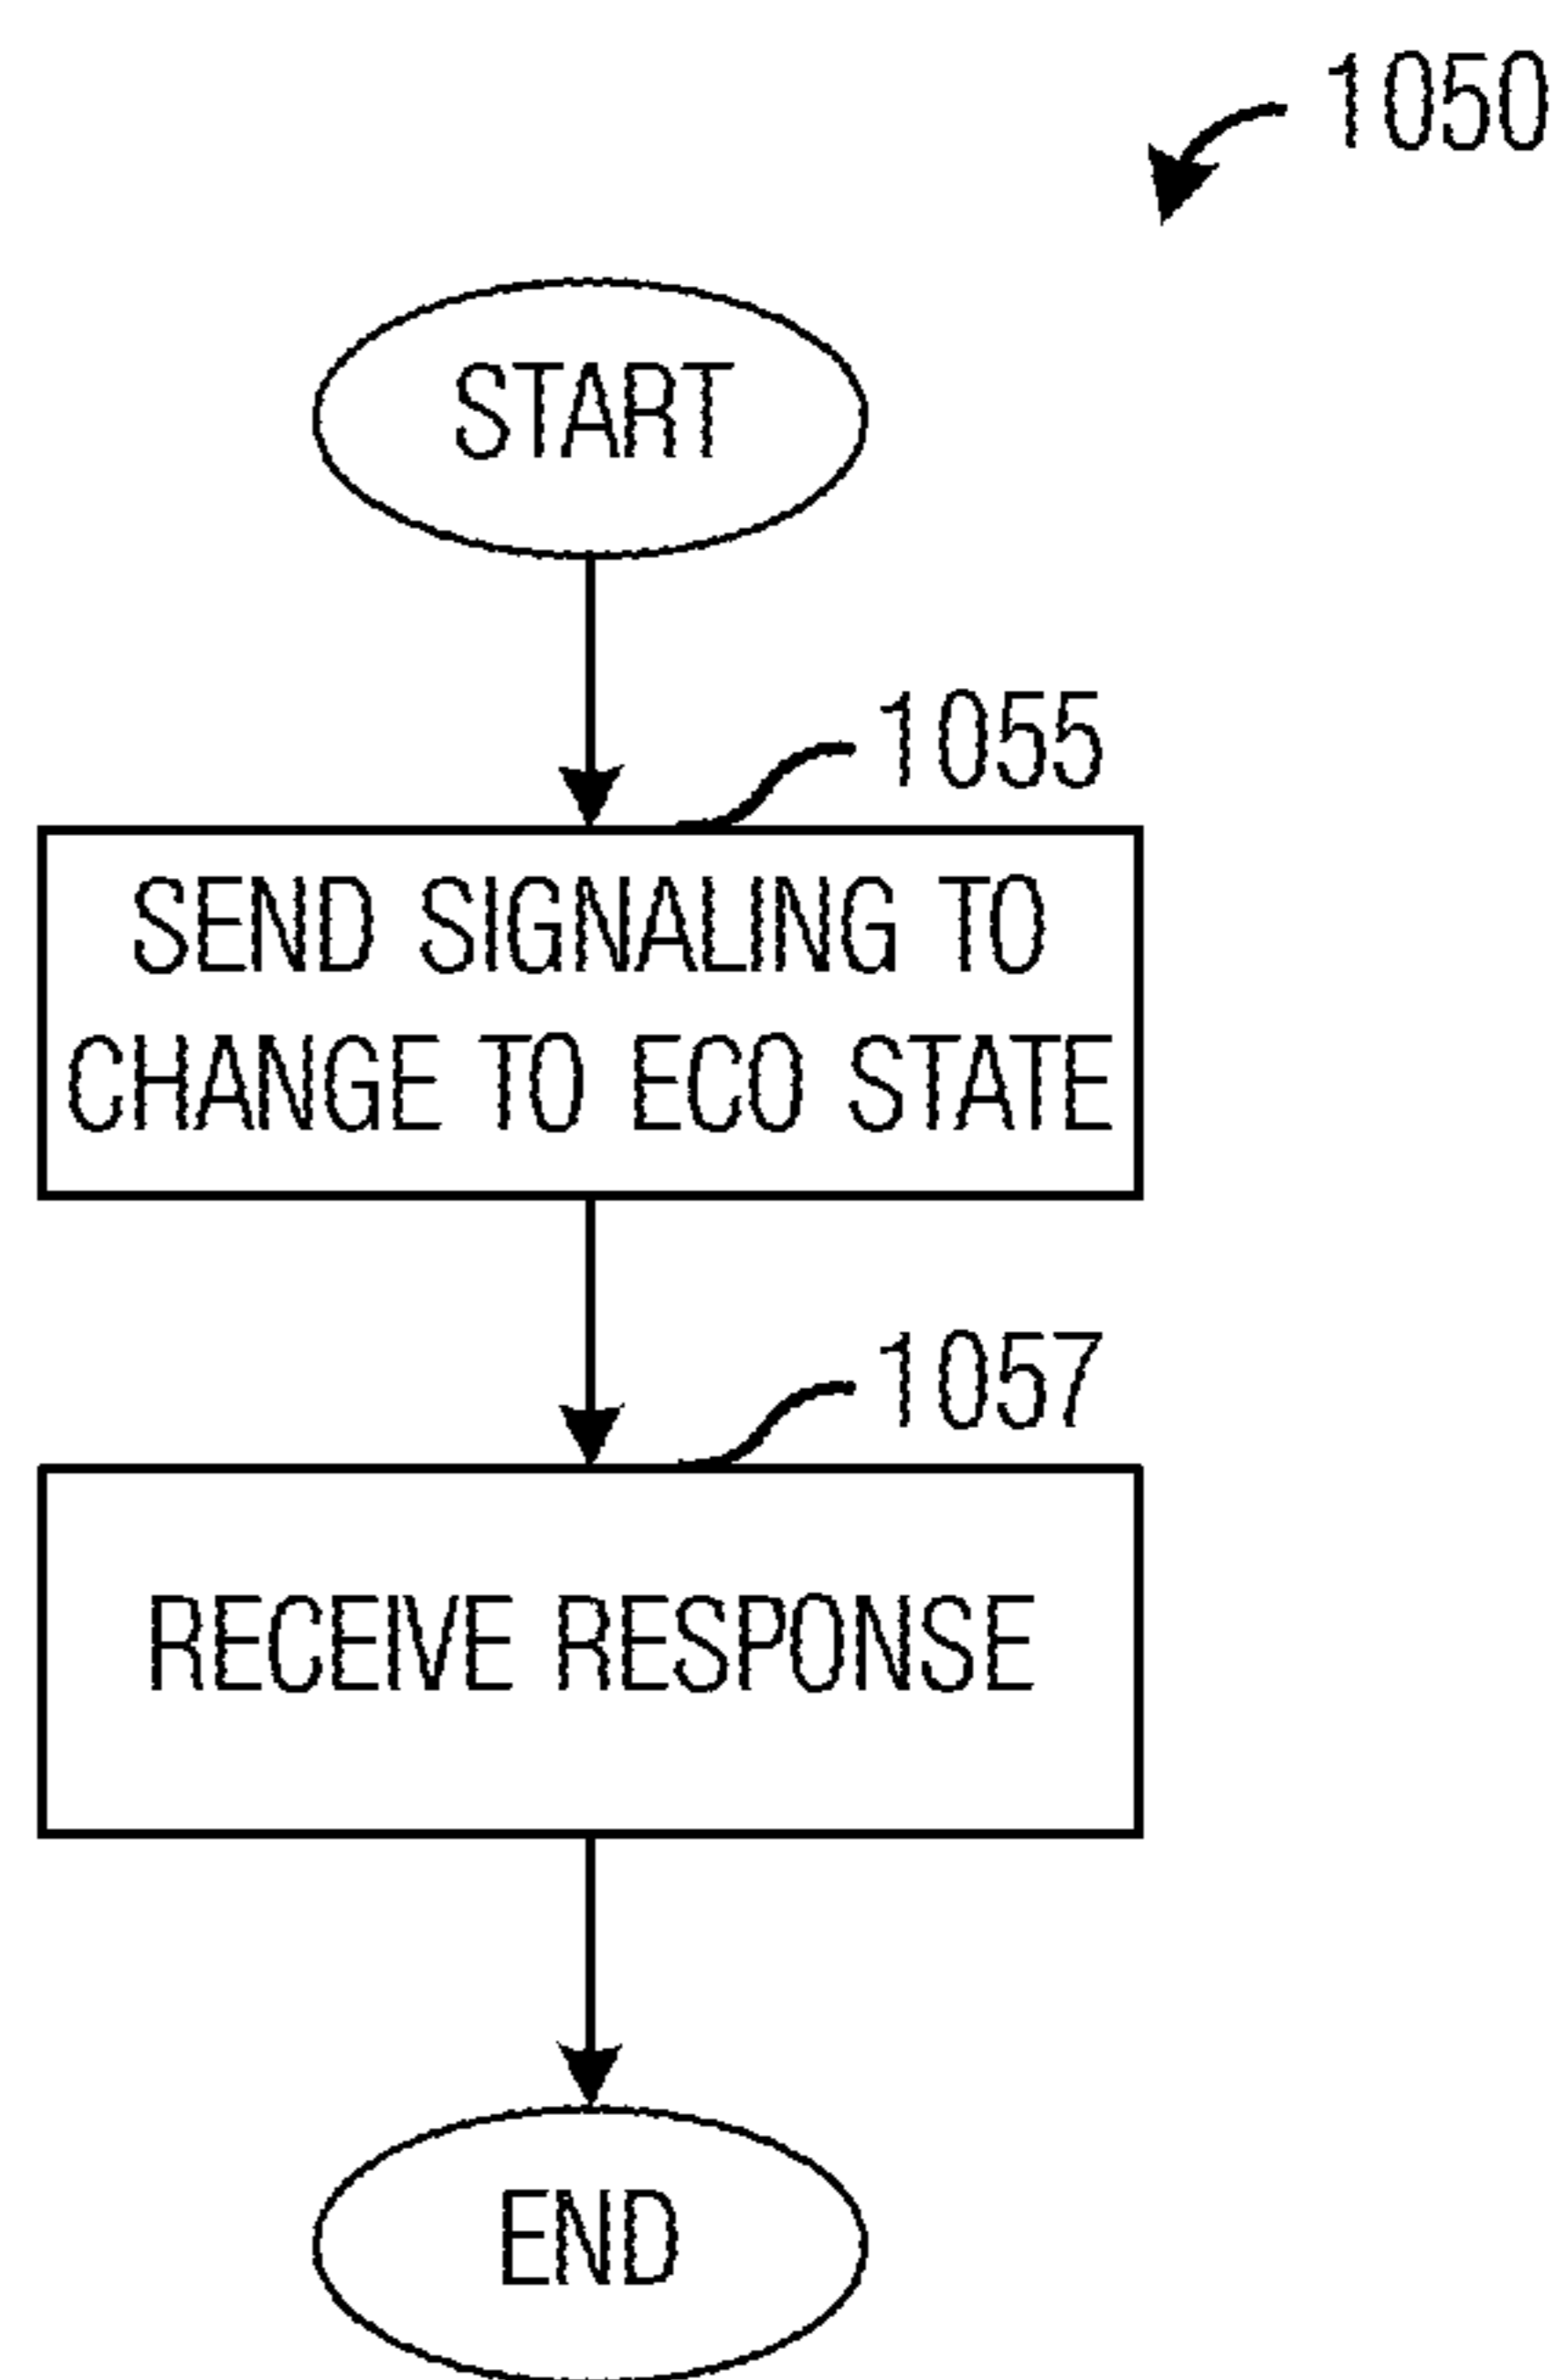 1050
START
1055
SEND SIGNALING TO
CHANGE TO ECO STATE
1057
RECEIVE RESPONSE
END